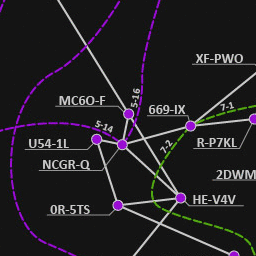 XF-PWO
MC6O-F
5-16
669-IX
7-1
5-14
R-P7KL
U54-1L
7-2
NCGR-Q
2DWM
HE-V4V
0R-5TS